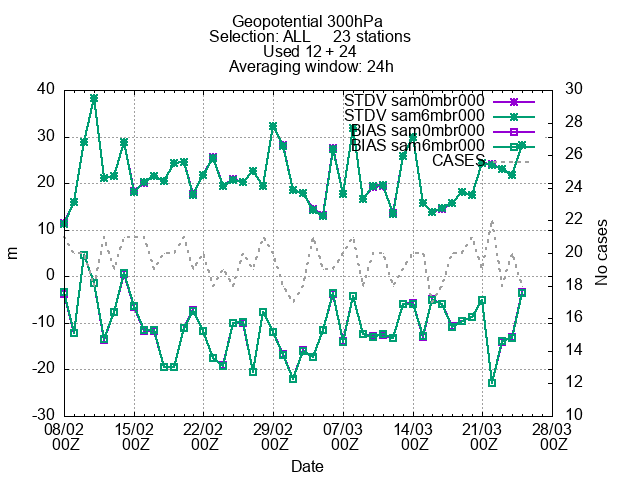 Geopotential 300hPa
Selection: ALL 23 stations
Used 12 + 24
Averaging window: 24h
40 30
STDV sam0mbr000
STDV sam6mbr000
BIAS sam0mbr000
BIAS sam6mbr000
CASES
30 28
20 26
10 24
0 22
-10 20
-20 18
-30 16
14
12
10
m
No cases
08/02 15/02 22/02 29/02 07/03 14/03 21/03 28/03
00Z 00Z 00Z 00Z 00Z 00Z 00Z 00Z
Date